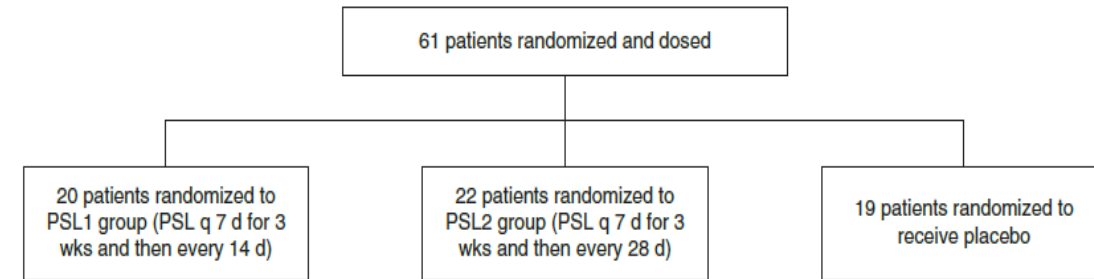 61 patients randomized and dosed
20 patients randomized to
PSL1 group (PSL q 7 d for 3
wks and then every 14 d)
22 patients randomized to
PSL2 group (PSL q 7 d for 3
wks and then every 28 d)
19 patients randomized to
receive placebo